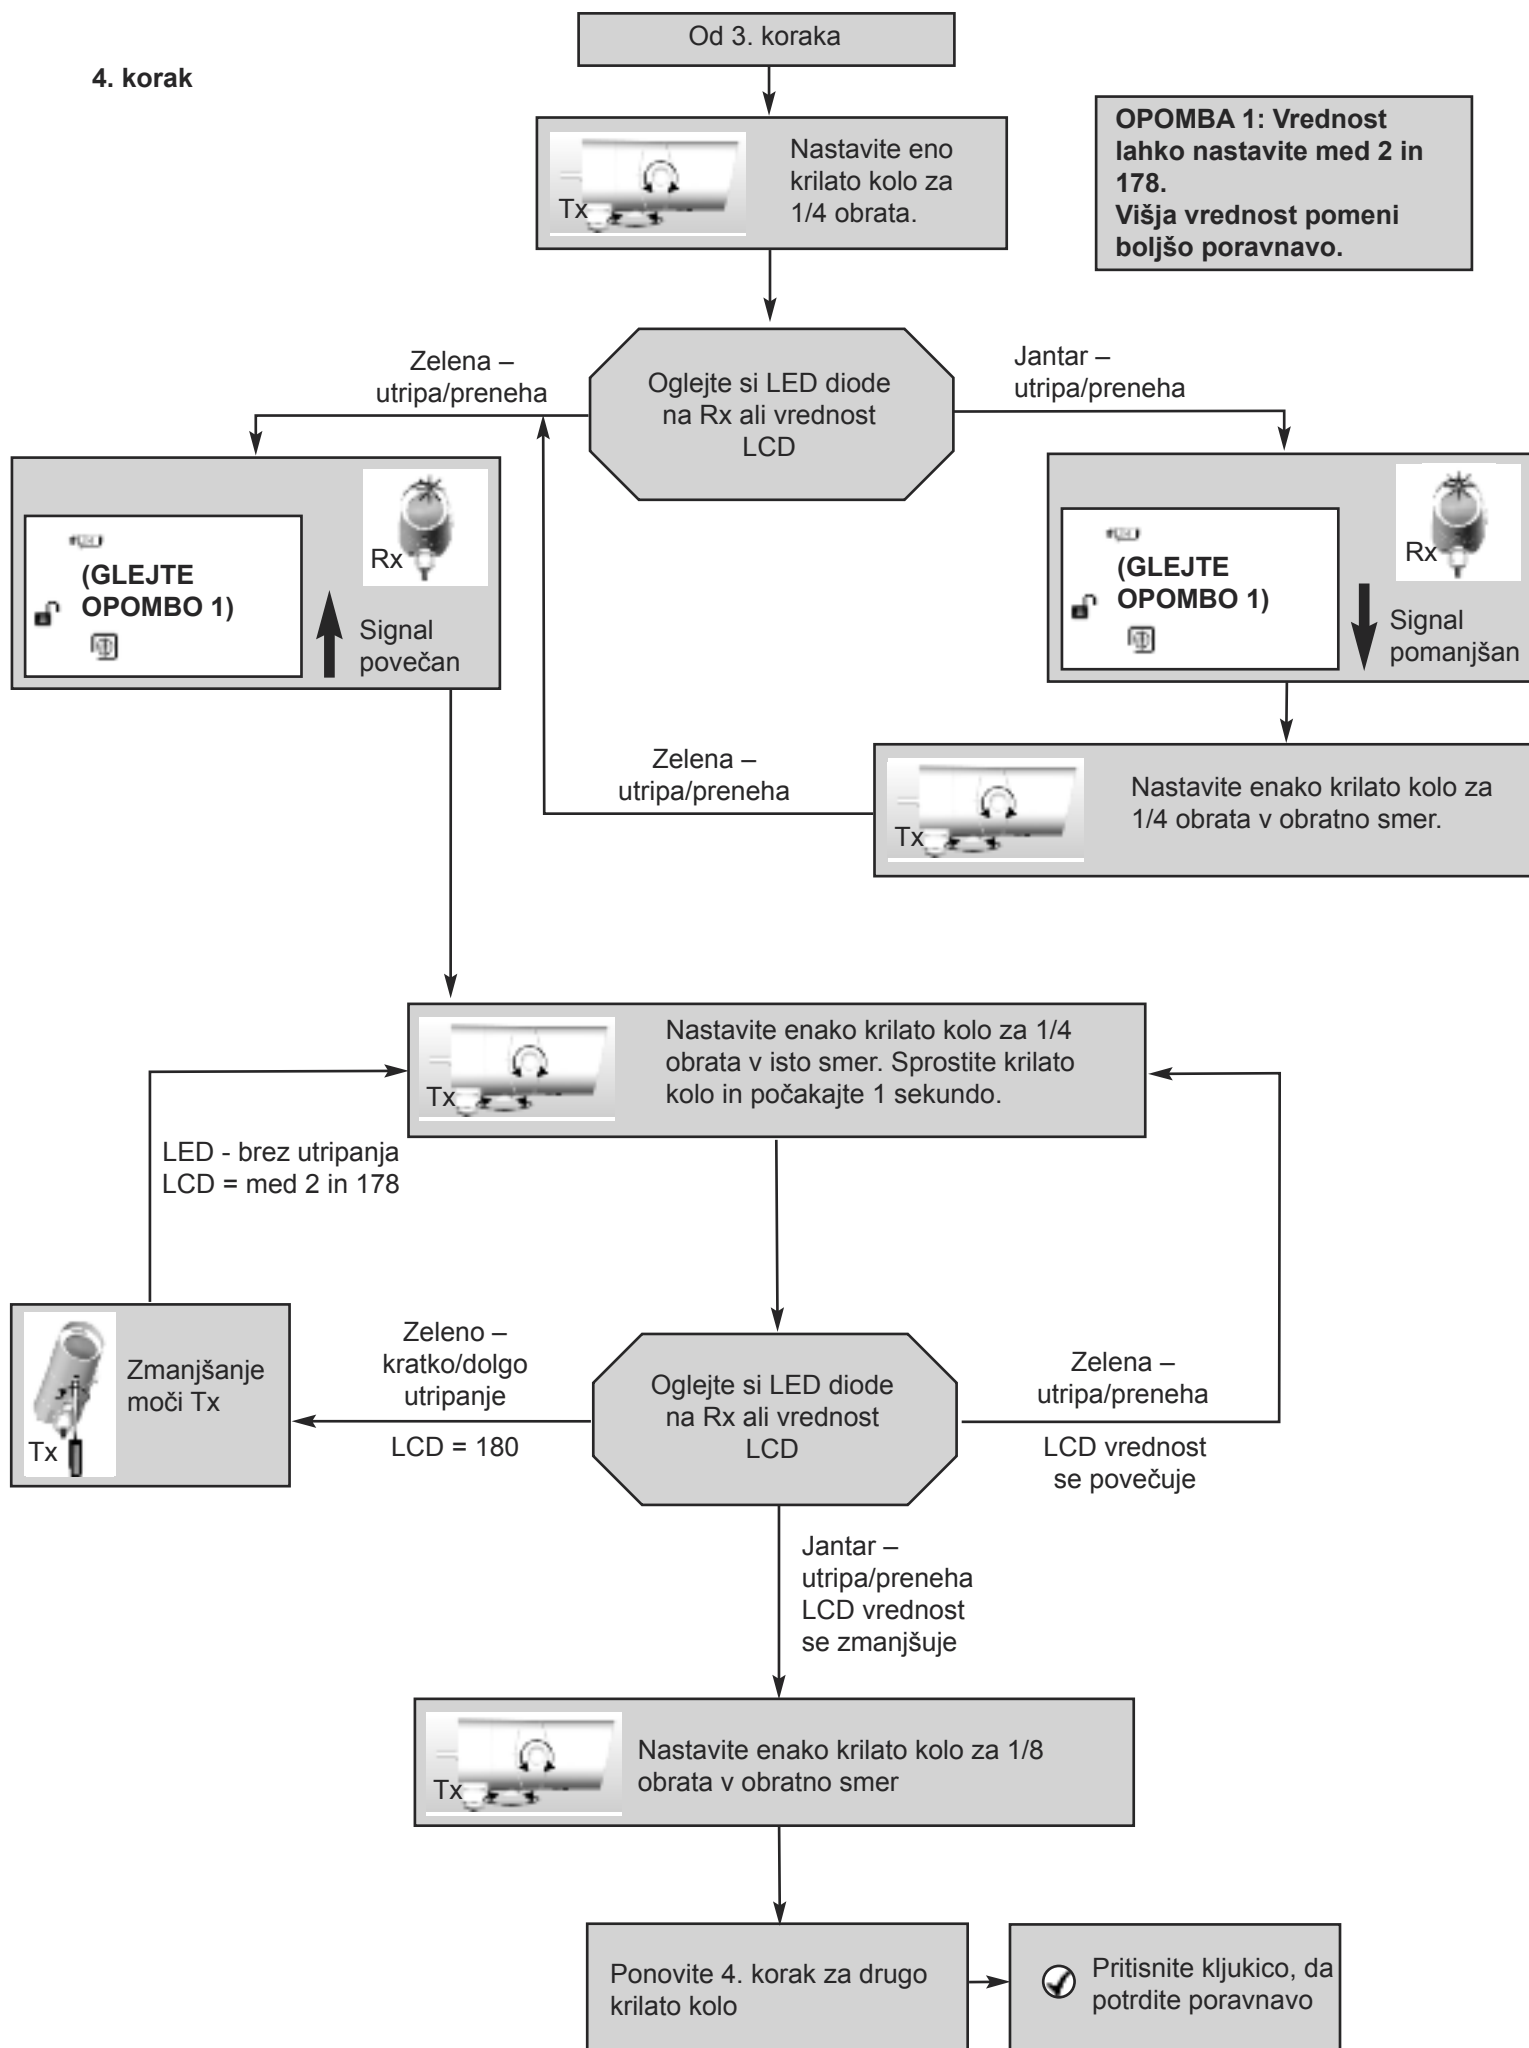 Od 3. koraka
4. korak
Tx
Nastavite eno
krilato kolo za
1/4 obrata.
OPOMBA 1: Vrednost
lahko nastavite med 2 in
178.
Višja vrednost pomeni
boljšo poravnavo.
Zelena –
utripa/preneha
Oglejte si LED diode
na Rx ali vrednost
LCD
Jantar –
utripa/preneha
(GLEJTE
OPOMBO 1)
Rx
Signal
povečan
(GLEJTE
OPOMBO 1)
Rx
Signal
pomanjšan
Zelena –
utripa/preneha
Tx
Nastavite enako krilato kolo za
1/4 obrata v obratno smer.
Tx
Nastavite enako krilato kolo za 1/4
obrata v isto smer. Sprostite krilato
kolo in počakajte 1 sekundo.
LED - brez utripanja
LCD = med 2 in 178
Tx
Zmanjšanje
moči Tx
Zeleno –
kratko/dolgo
utripanje
LCD = 180
Oglejte si LED diode
na Rx ali vrednost
LCD
Zelena –
utripa/preneha
LCD vrednost
se povečuje
Jantar –
utripa/preneha
LCD vrednost
se zmanjšuje
Tx
Nastavite enako krilato kolo za 1/8
obrata v obratno smer
Ponovite 4. korak za drugo
krilato kolo
Pritisnite kljukico, da
potrdite poravnavo